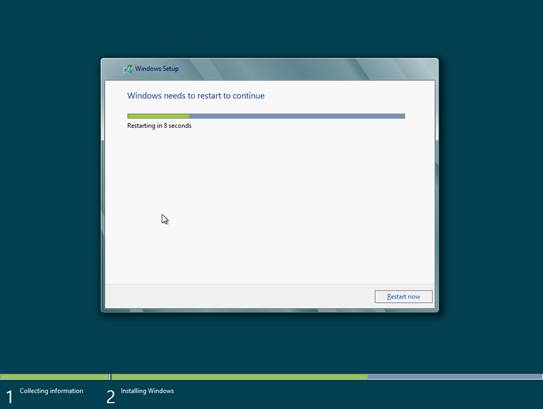 Windows Setup
Windows needs to restart to continue
Restarting in 8 seconds
Restart now
1 Collecting information
2 Installing Windows